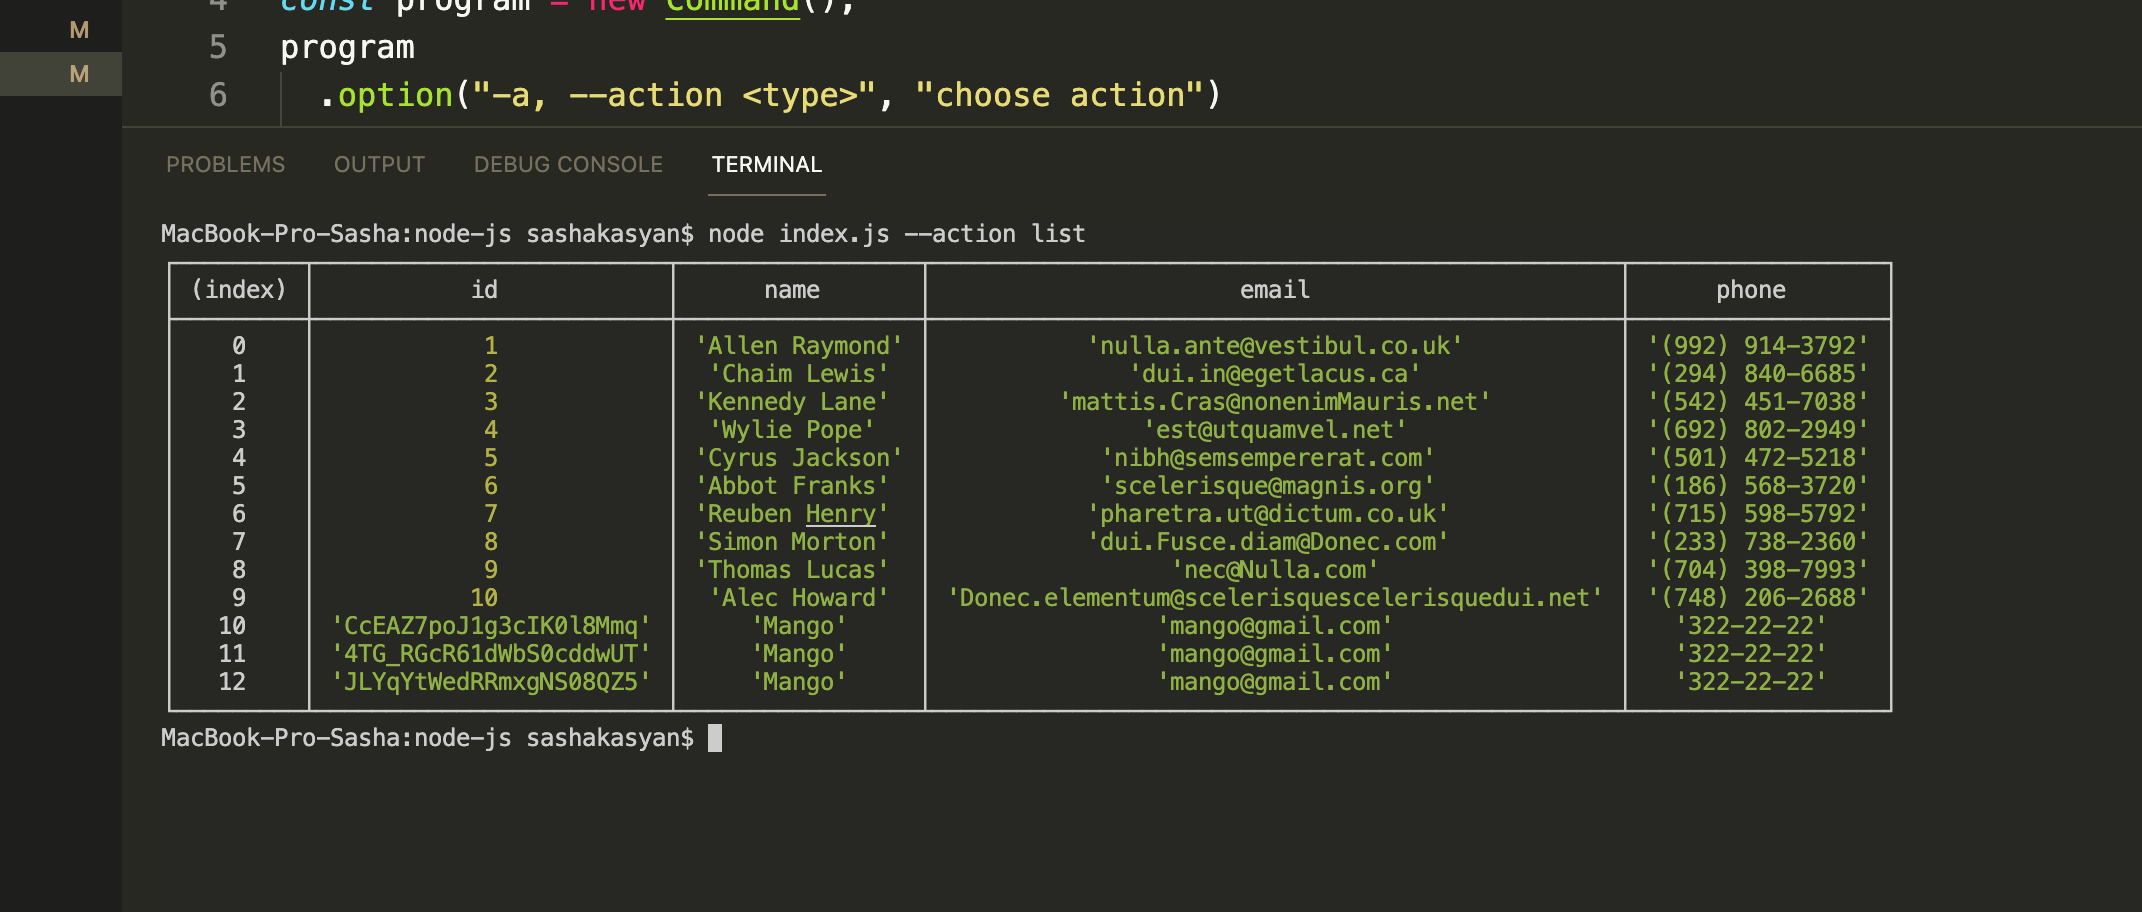 M
4 const program = new Command();
M
5 program
6 .option("-a, --action <type>", "choose action")
PROBLEMS OUTPUT DEBUG CONSOLE TERMINAL
MacBook-Pro-Sasha:node-js sashakasyan$ node index.js --action list
(index) id name email phone
0 1 'Allen Raymond' 'nulla.ante@vestibul.co.uk' '(992) 914-3792'
1 2 'Chaim Lewis' 'dui.in@egetlacus.ca' '(294) 840-6685'
2 3 'Kennedy Lane' 'mattis.Cras@nonenimMauris.net' '(542) 451-7038'
3 4 'Wylie Pope' 'est@utquamvel.net' '(692) 802-2949'
4 5 'Cyrus Jackson' 'nibh@semsempererat.com' '(501) 472-5218'
5 6 'Abbot Franks' 'scelerisque@magnis.org' '(186) 568-3720'
6 7 'Reuben Henry' 'pharetra.ut@dictum.co.uk' '(715) 598-5792'
7 8 'Simon Morton' 'dui.Fusce.diam@Donec.com' '(233) 738-2360'
8 9 'Thomas Lucas' 'nec@Nulla.com' '(704) 398-7993'
9 10 'Alec Howard' 'Donec.elementum@scelerisquescelerisquedui.net' '(748) 206-2688'
10 'CcEAZ7poJ1g3cIK0l8Mmq' 'Mango' 'mango@gmail.com' '322-22-22'
11 '4TG_RGcR61dWbS0cddwUT' 'Mango' 'mango@gmail.com' '322-22-22'
12 'JLYqYtWedRRmxgNS08QZ5' 'Mango' 'mango@gmail.com' '322-22-22'
MacBook-Pro-Sasha:node-js sashakasyan$